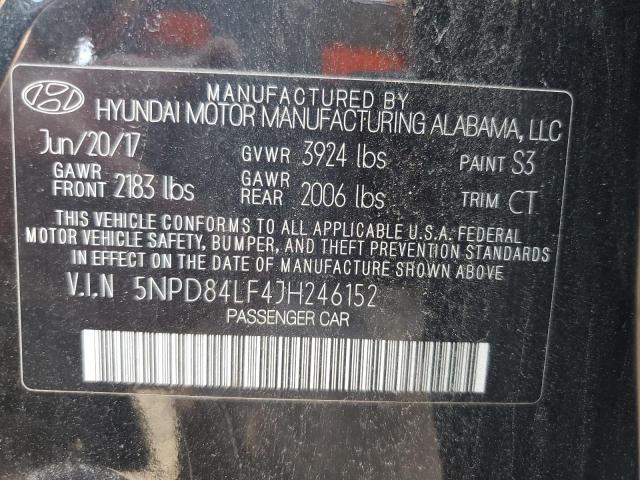 MANUFACTURED BY
HYUNDAI MOTOR MANUFACTURING ALABAMA, LLC
Jun/20/17 GVWR 3924 lbs PAINT S3
GAWR FRONT 2183 lbs GAWR REAR 2006 lbs TRIM CT
THIS VEHICLE CONFORMS TO ALL APPLICABLE U.S.A. FEDERAL
MOTOR VEHICLE SAFETY, BUMPER, AND THEFT PREVENTION STANDARDS
IN EFFECT ON THE DATE OF MANUFACTURE SHOWN ABOVE.
V.I.N 5NPD84LF4JH246152
PASSENGER CAR